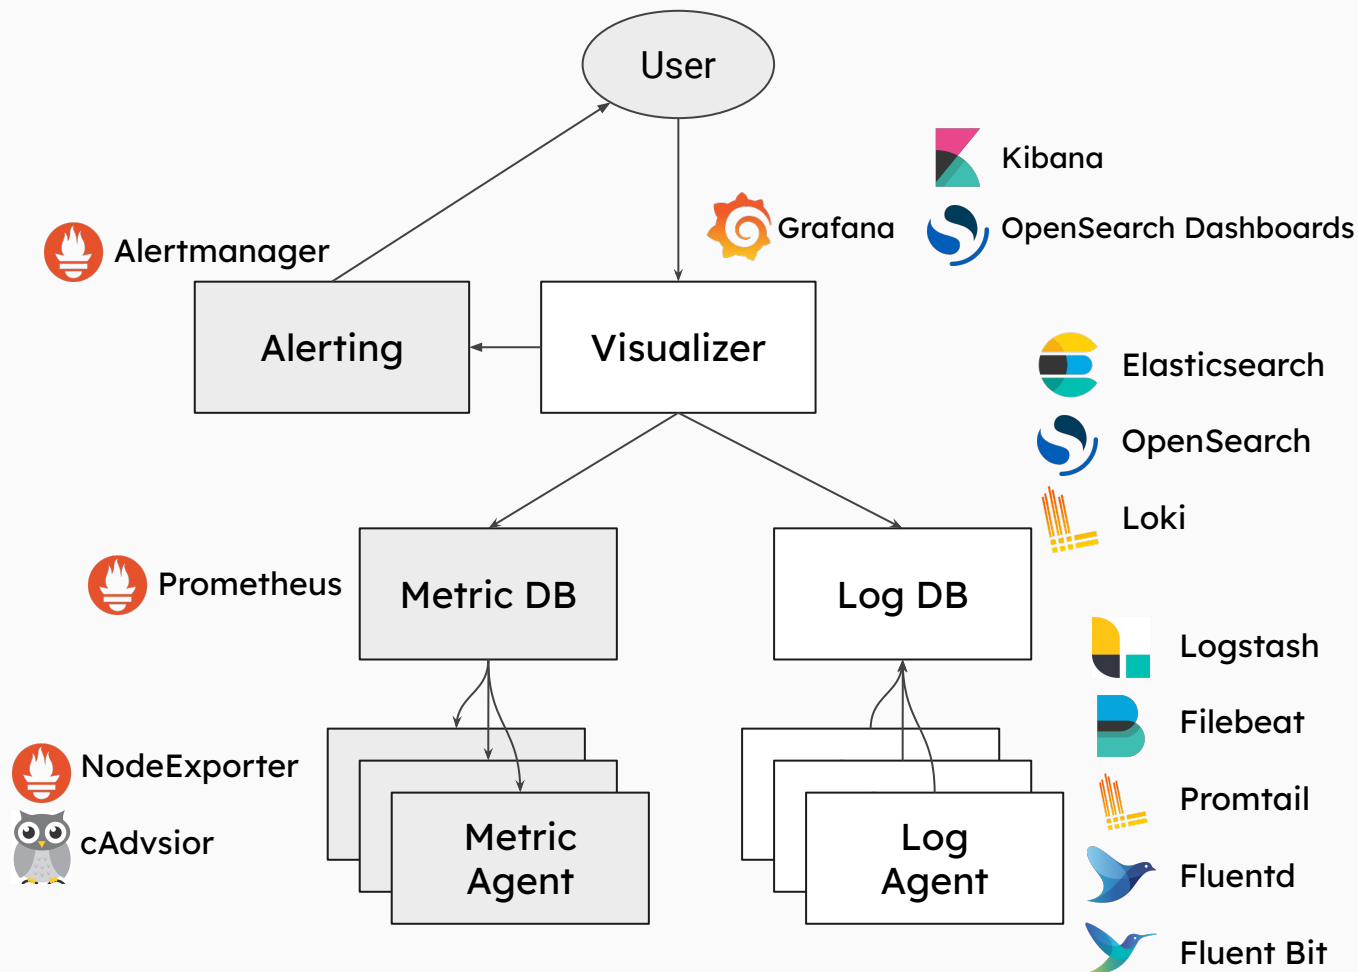 User
Kibana
Grafana
OpenSearch Dashboards
Alertmanager
Alerting
Visualizer
Elasticsearch
OpenSearch
Loki
Prometheus
Metric DB
Log DB
Logstash
Filebeat
NodeExporter
Promtail
cAdvsior
Metric
Agent
Log
Agent
Fluentd
Fluent Bit